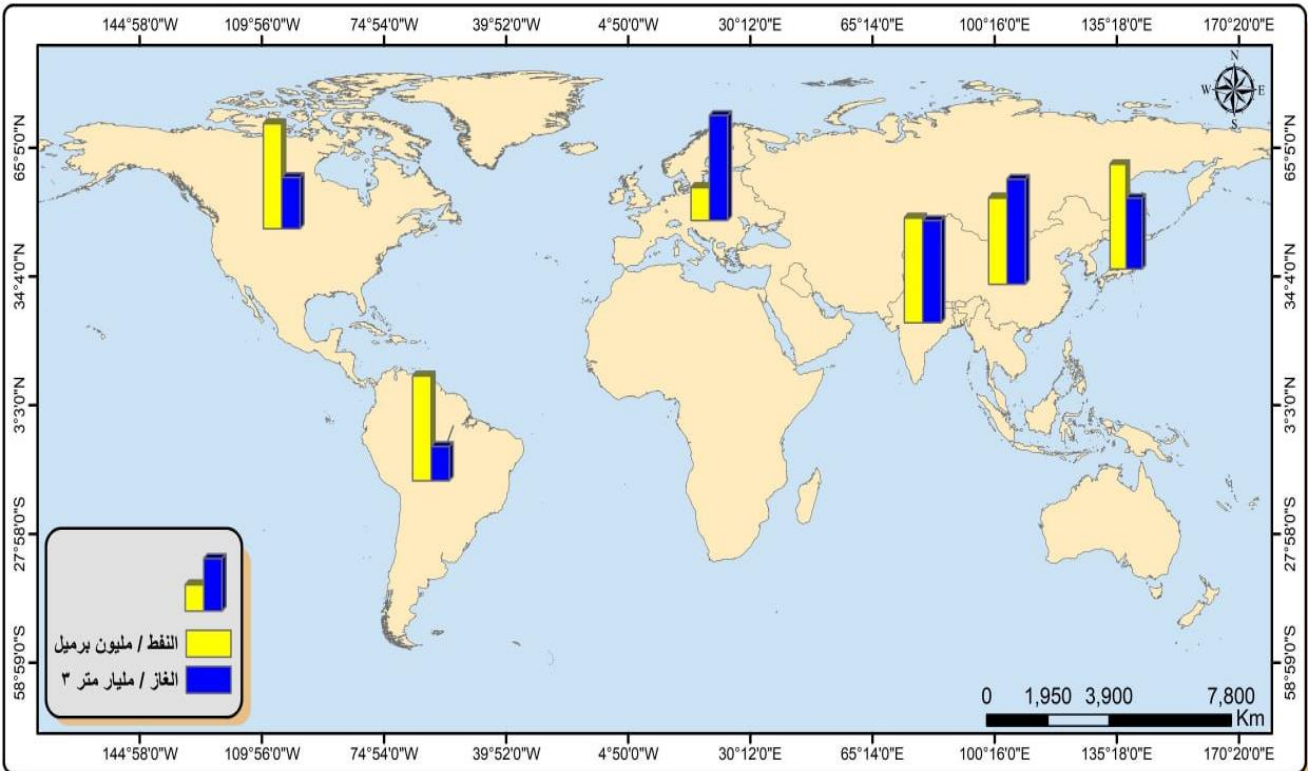 144°58'0"W 109°56'0"W 74°54'0"W 39°52'0"W 4°50'0"W 30°12'0"E 65°14'0"E 100°16'0"E 135°18'0"E 170°20'0"E
N
W E
S
65°5'0"N 65°5'0"N
34°4'0"N 34°4'0"N
3°3'0"N 3°3'0"N
27°58'0"S 27°58'0"S
58°59'0"S 58°59'0"S
النفط / مليون برميل
الغاز / مليار متر ٣
0 1,950 3,900 7,800
Km
144°58'0"W 109°56'0"W 74°54'0"W 39°52'0"W 4°50'0"W 30°12'0"E 65°14'0"E 100°16'0"E 135°18'0"E 170°20'0"E